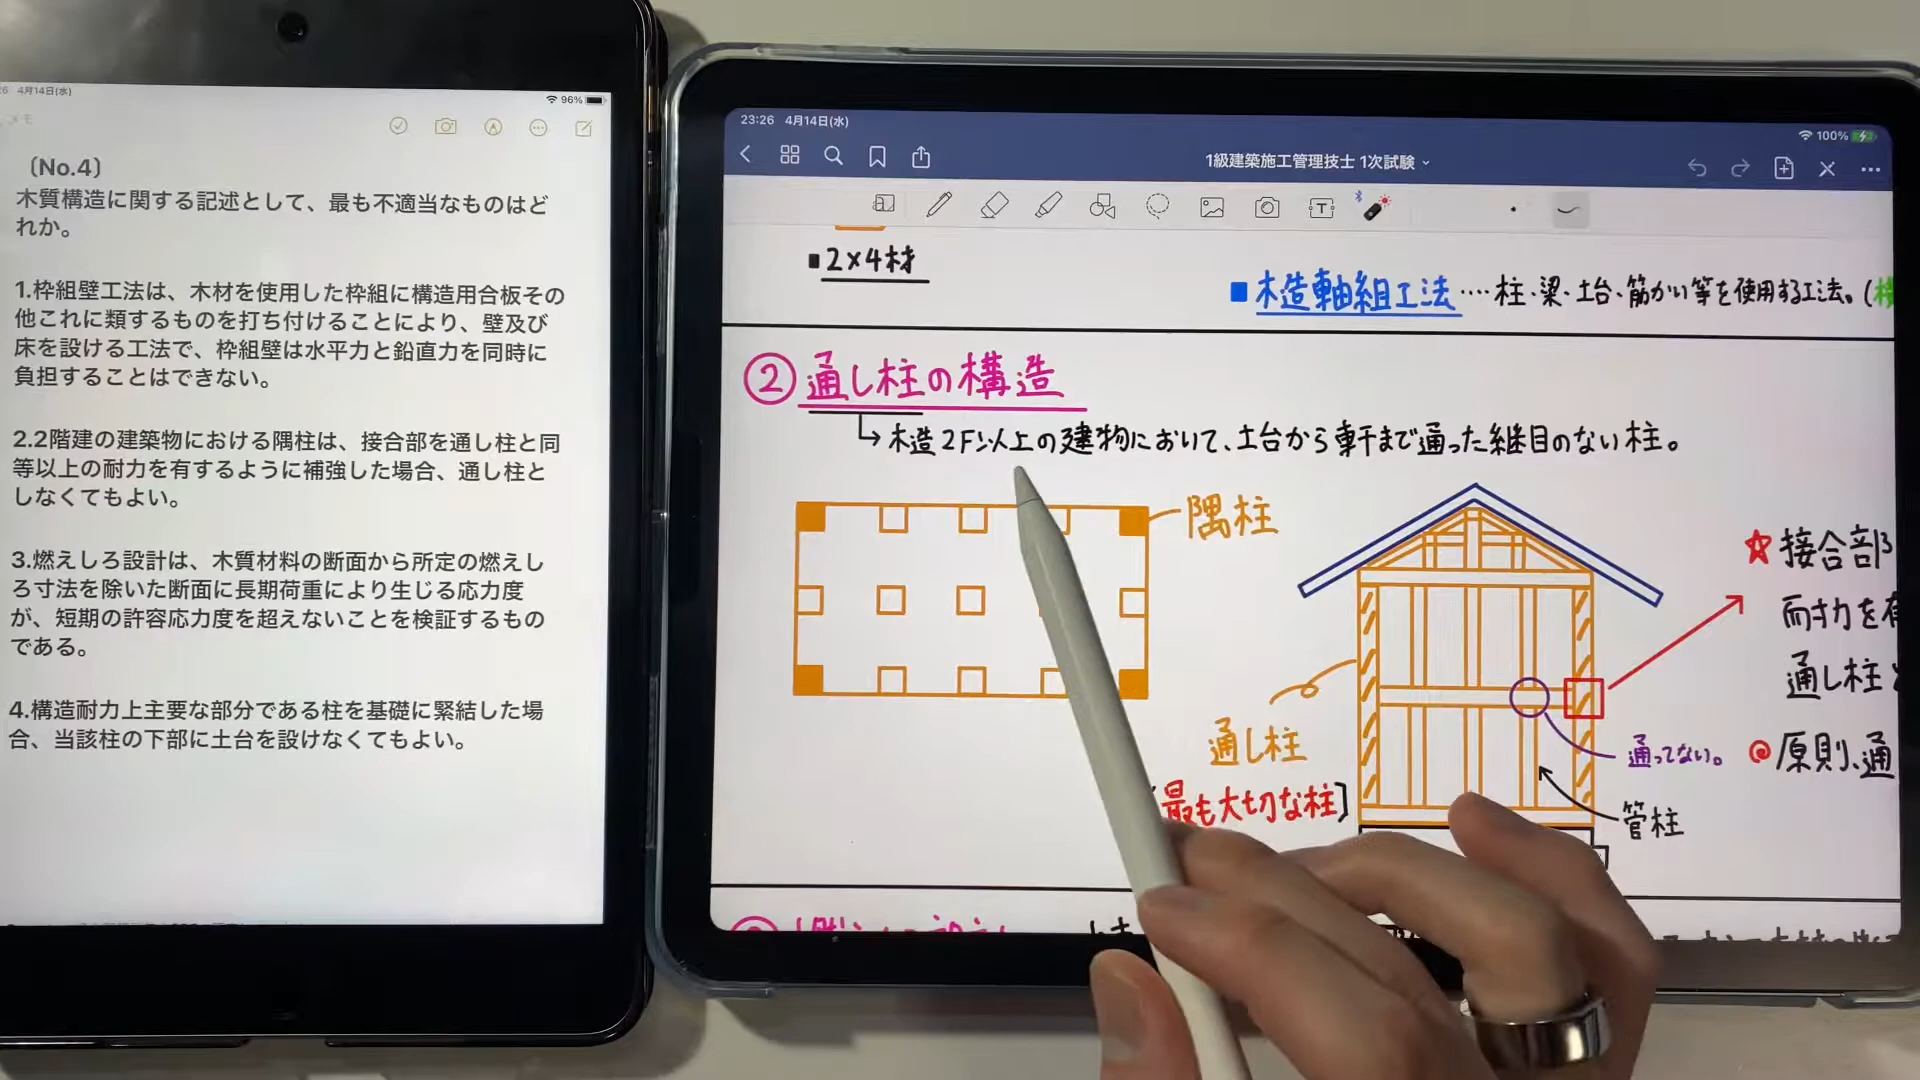 4月14日(水)
96%
メモ
〔No.4〕
木質構造に関する記述として、最も不適当なものはど
れか。
1.枠組壁工法は、木材を使用した枠組に構造用合板その
他これに類するものを打ち付けることにより、壁及び
床を設ける工法で、枠組壁は水平力と鉛直力を同時に
負担することはできない。
2.2階建の建築物における隅柱は、接合部を通し柱と同
等以上の耐力を有するように補強した場合、通し柱と
しなくてもよい。
3.燃えしろ設計は、木質材料の断面から所定の燃えし
ろ寸法を除いた断面に長期荷重により生じる応力度
が、短期の許容応力度を超えないことを検証するもの
である。
4.構造耐力上主要な部分である柱を基礎に緊結した場
合、当該柱の下部に土台を設けなくてもよい。
23:26 4月14日(水)
100%
1級建築施工管理技士 1次試験
■2×4材
■木造軸組工法‥‥柱・梁・土台・筋かい等を使用する工法。(
②通し柱の構造
↳木造2F以上の建物において、土台から軒まで通った継目のない柱。
隅柱
通し柱
[最も大切な柱]
通ってない。
管柱
☆接合部
耐力を有
通し柱と
◎原則、通